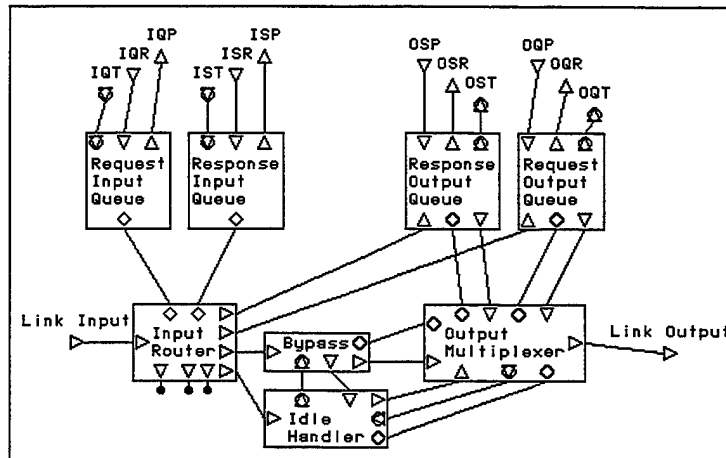 IQP
IQR
IQT
ISP
ISR
IST
OSP
OSR
OST
OQP
OQR
OQT
Request
Input
Queue
Response
Input
Queue
Response
Output
Queue
Request
Output
Queue
Link Input
Input
Router
Bypass
Output
Multiplexer
Link Output
Idle
Handler